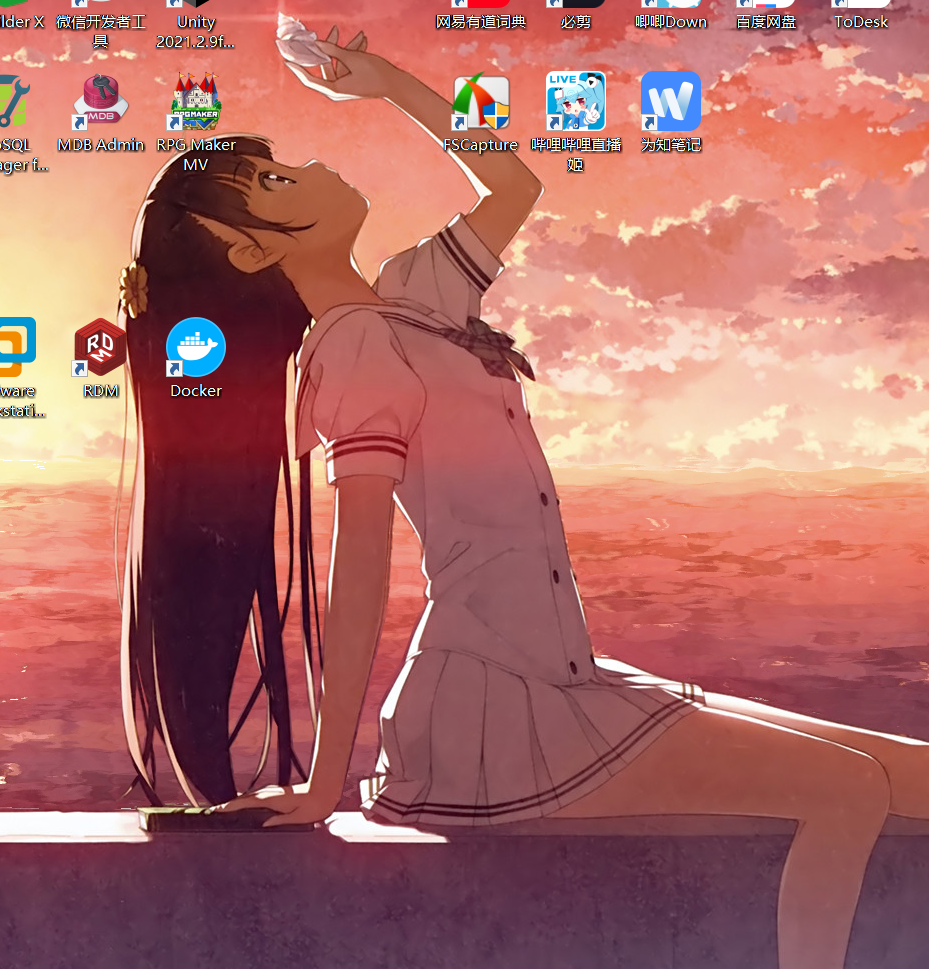 lder X
微信开发者工
具
Unity
2021.2.9f...
网易有道词典
必剪
唧唧Down
百度网盘
ToDesk
SQL
ager f...
MDB
MDB Admin
RPG MAKER
MV
RPG Maker
MV
FSCapture
LIVE
哔哩哔哩直播
姬
W
为知笔记
ware
kstati...
RDM
RDM
Docker